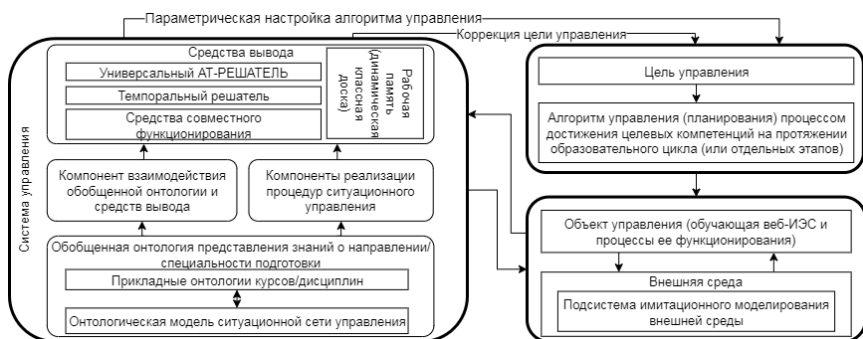 Параметрическая настройка алгоритма управления
Коррекция цели управления
Система управления
Средства вывода
Универсальный АТ-РЕШАТЕЛЬ
Темпоральный решатель
Средства совместного
функционирования
Рабочая
память
(динамическая
классная
доска)
Компонент взаимодействия
обобщенной онтологии и
средств вывода
Компоненты реализации
процедур ситуационного
управления
Обобщенная онтология представления знаний о направлении/
специальности подготовки
Прикладные онтологии курсов/дисциплин
Онтологическая модель ситуационной сети управления
Цель управления
Алгоритм управления (планирования) процессом
достижения целевых компетенций на протяжении
образовательного цикла (или отдельных этапов)
Объект управления (обучающая веб-ИЭС и
процессы ее функционирования)
Внешняя среда
Подсистема имитационного моделирования
внешней среды